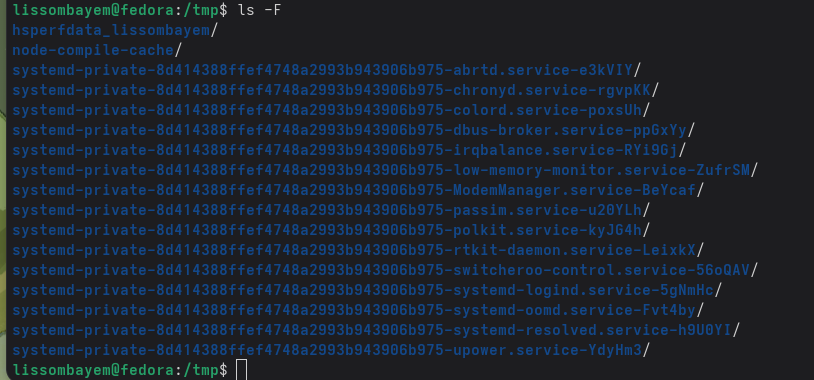 lissombayem@fedora:/tmp$ ls -F
hsperfdata_lissombayem/
node-compile-cache/
systemd-private-8d414388ffef4748a2993b943906b975-abrtd.service-e3kVIY/
systemd-private-8d414388ffef4748a2993b943906b975-chronyd.service-rgvpKK/
systemd-private-8d414388ffef4748a2993b943906b975-colord.service-poxsUh/
systemd-private-8d414388ffef4748a2993b943906b975-dbus-broker.service-ppGxYy/
systemd-private-8d414388ffef4748a2993b943906b975-irqbalance.service-RYi9Gj/
systemd-private-8d414388ffef4748a2993b943906b975-low-memory-monitor.service-ZufrSM/
systemd-private-8d414388ffef4748a2993b943906b975-ModemManager.service-BeYcaf/
systemd-private-8d414388ffef4748a2993b943906b975-passim.service-u20YLh/
systemd-private-8d414388ffef4748a2993b943906b975-polkit.service-kyJG4h/
systemd-private-8d414388ffef4748a2993b943906b975-rtkit-daemon.service-LeixkX/
systemd-private-8d414388ffef4748a2993b943906b975-switcheroo-control.service-56oQAV/
systemd-private-8d414388ffef4748a2993b943906b975-systemd-logind.service-5gNmHc/
systemd-private-8d414388ffef4748a2993b943906b975-systemd-oomd.service-Fvt4by/
systemd-private-8d414388ffef4748a2993b943906b975-systemd-resolved.service-h9U0YI/
systemd-private-8d414388ffef4748a2993b943906b975-upower.service-YdyHm3/
lissombayem@fedora:/tmp$